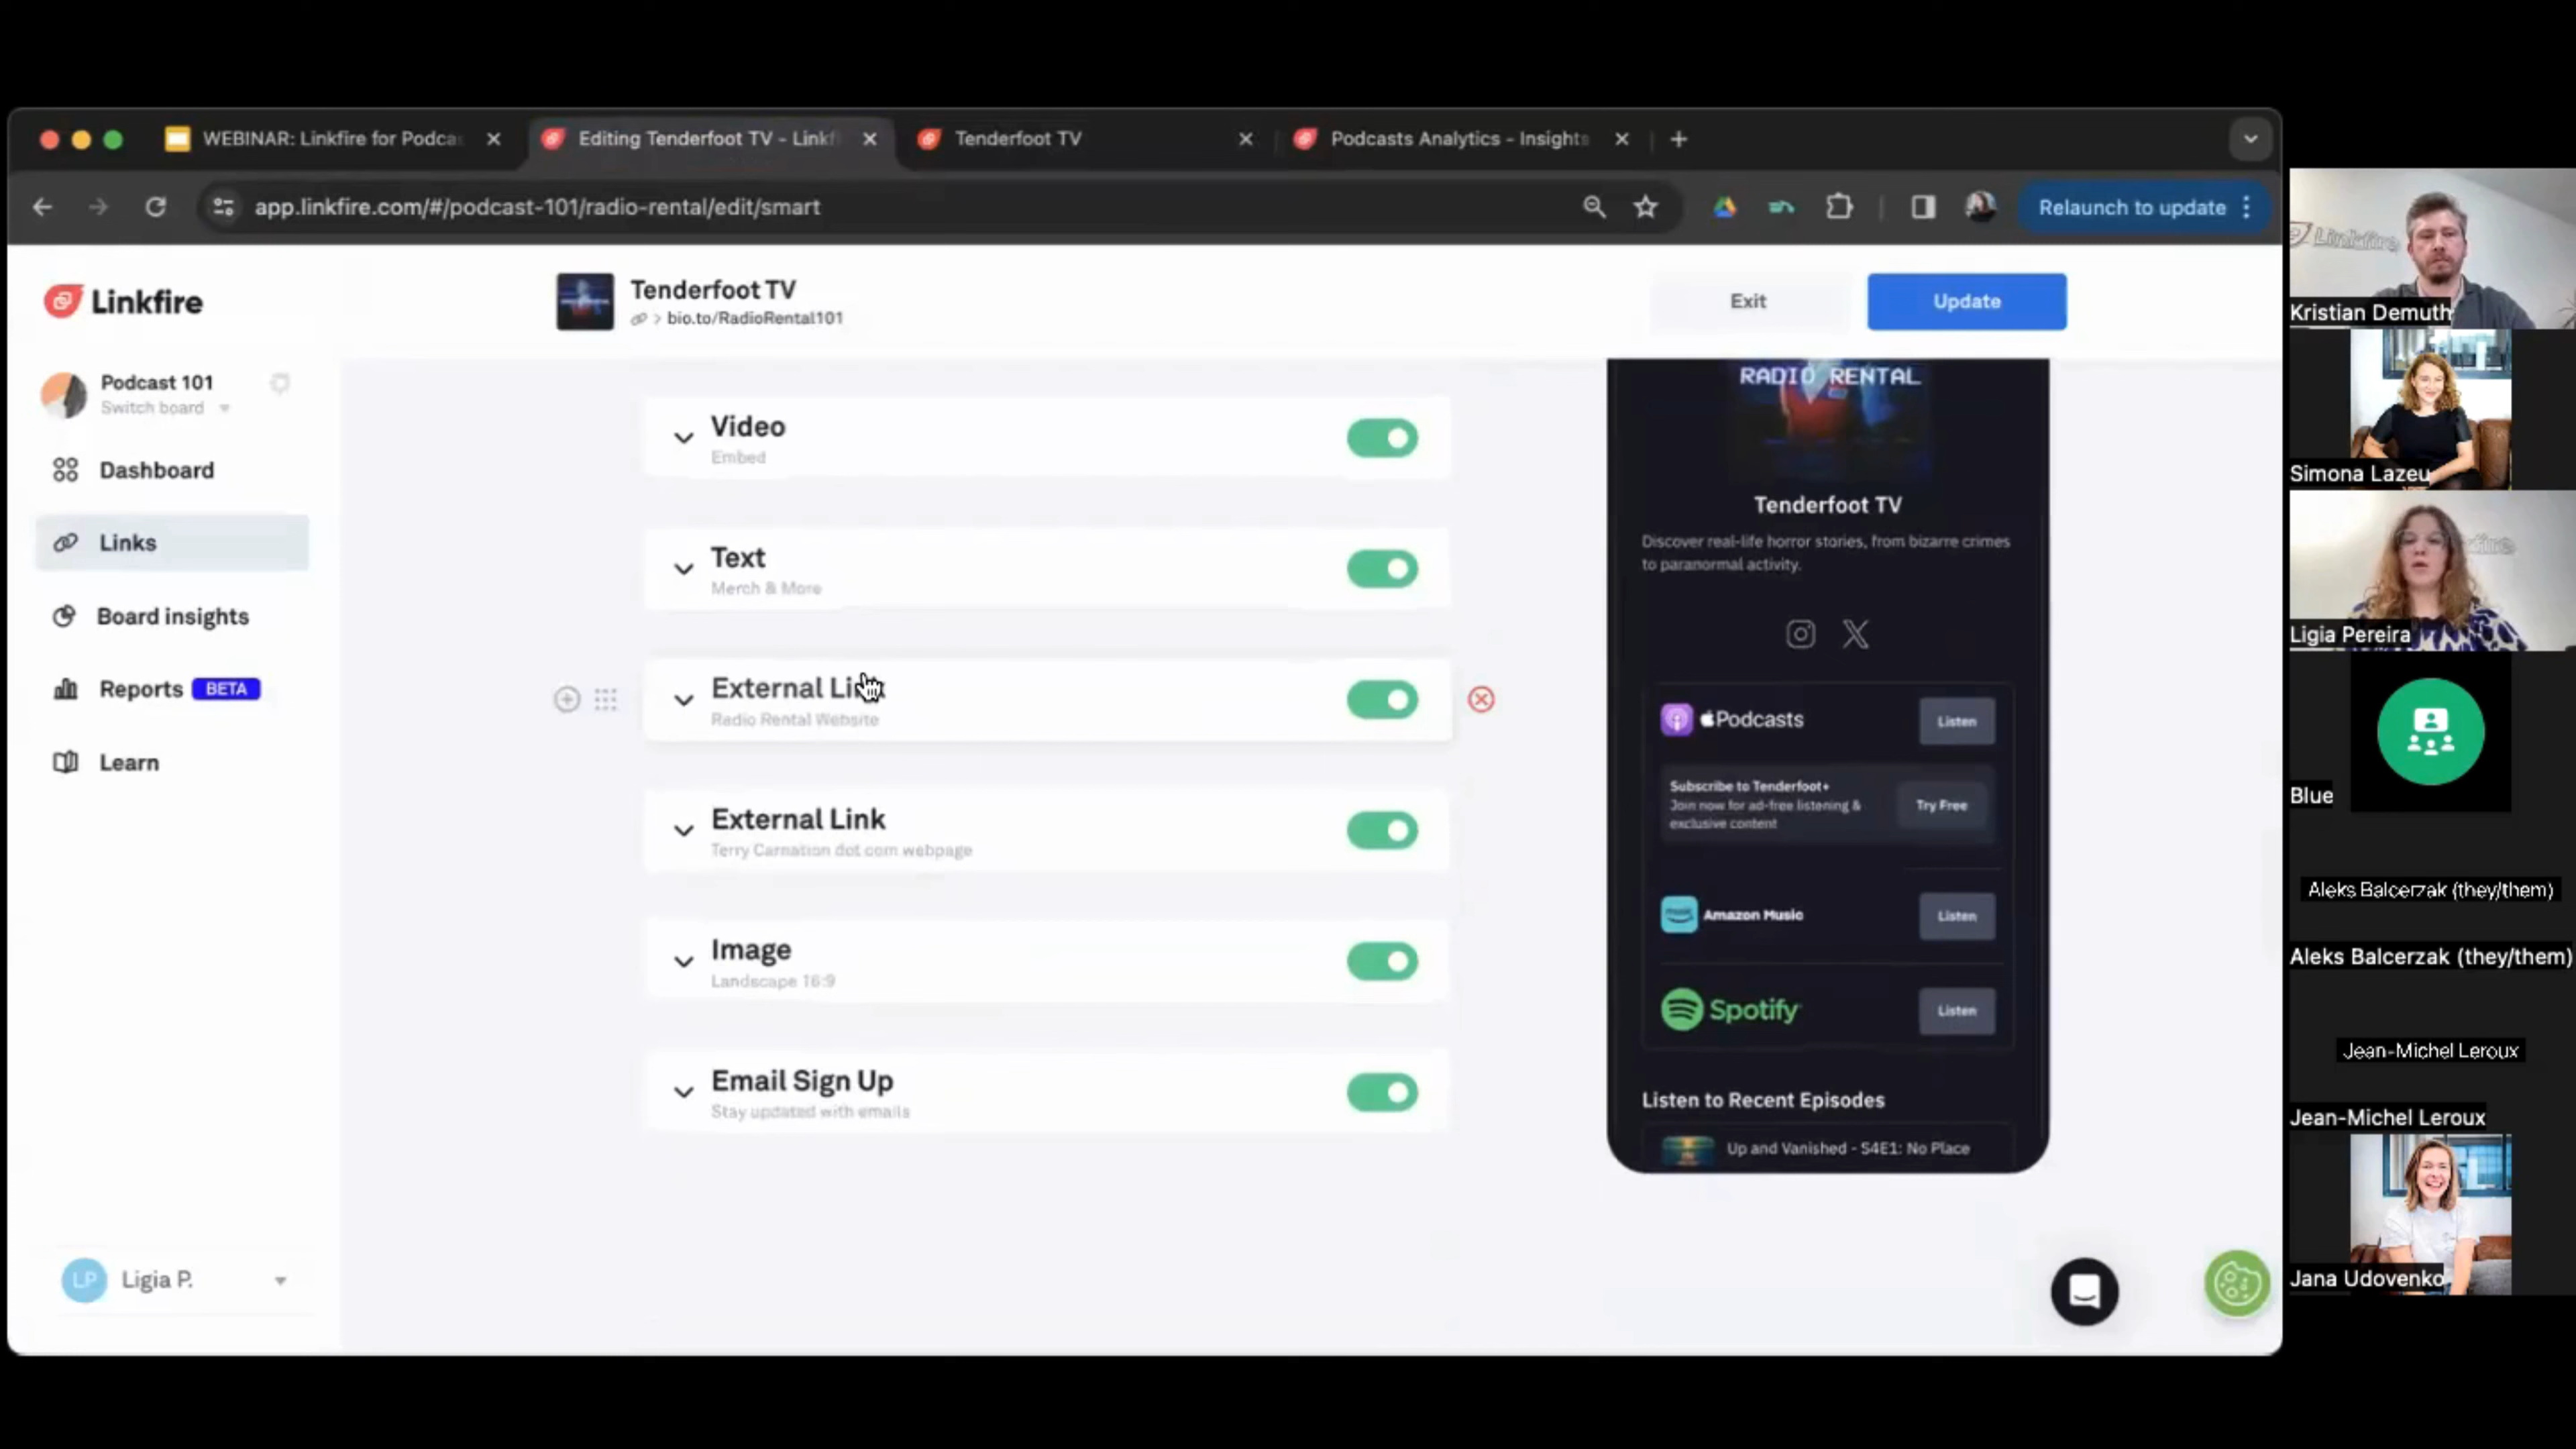 WEBINAR: Linkfire for Podca
Editing Tenderfoot TV - Linkf
Tenderfoot TV
Podcasts Analytics - Insights
app.linkfire.com/#/podcast-101/radio-rental/edit/smart
Relaunch to update
Linkfire
Podcast 101
Switch board
Dashboard
Links
Board insights
Reports BETA
Learn
LP Ligia P.
Tenderfoot TV
> bio.to/RadioRental101
Exit
Update
Video
Embed
Text
Merch & More
External Link
Radio Rental Website
External Link
Terry Carnation dot com webpage
Image
Landscape 16:9
Email Sign Up
Stay updated with emails
RADIO RENTAL
Tenderfoot TV
Discover real-life horror stories, from bizarre crimes
to paranormal activity.
Podcasts
Listen
Subscribe to Tenderfoot+
Join now for ad-free listening &
exclusive content
Try Free
music
Amazon Music
Listen
Spotify
Listen
Listen to Recent Episodes
Up and Vanished - S4E1: No Place
Linkfire
Kristian Demuth
Simona Lazeu
Ligia Pereira
Blue
Aleks Balcerzak (they/them)
Aleks Balcerzak (they/them)
Jean-Michel Leroux
Jean-Michel Leroux
Jana Udovenko